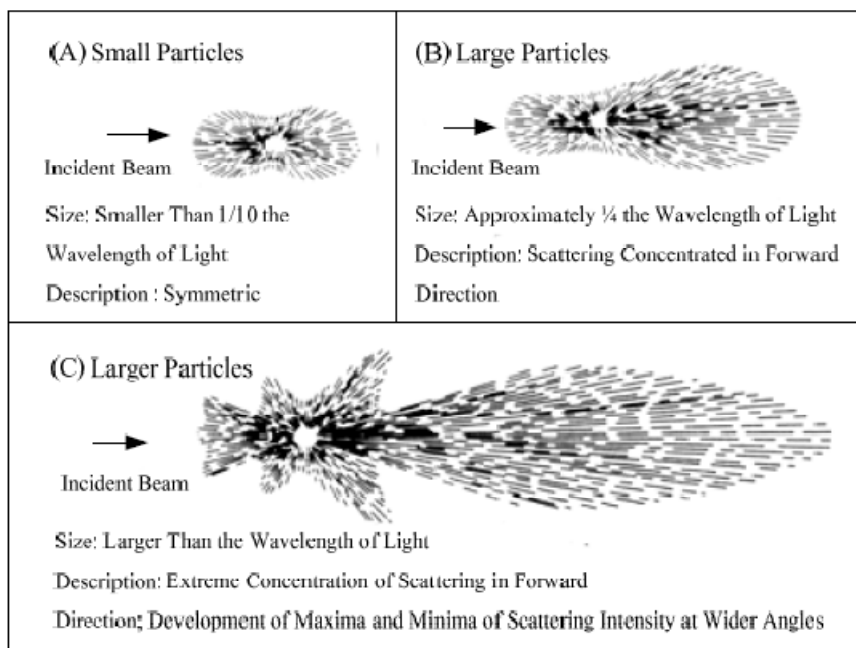 (A) Small Particles
Incident Beam
Size: Smaller Than 1/10 the
Wavelength of Light
Description : Symmetric
(B) Large Particles
Incident Beam
Size: Approximately ¼ the Wavelength of Light
Description: Scattering Concentrated in Forward
Direction
(C) Larger Particles
Incident Beam
Size: Larger Than the Wavelength of Light
Description: Extreme Concentration of Scattering in Forward
Direction; Development of Maxima and Minima of Scattering Intensity at Wider Angles